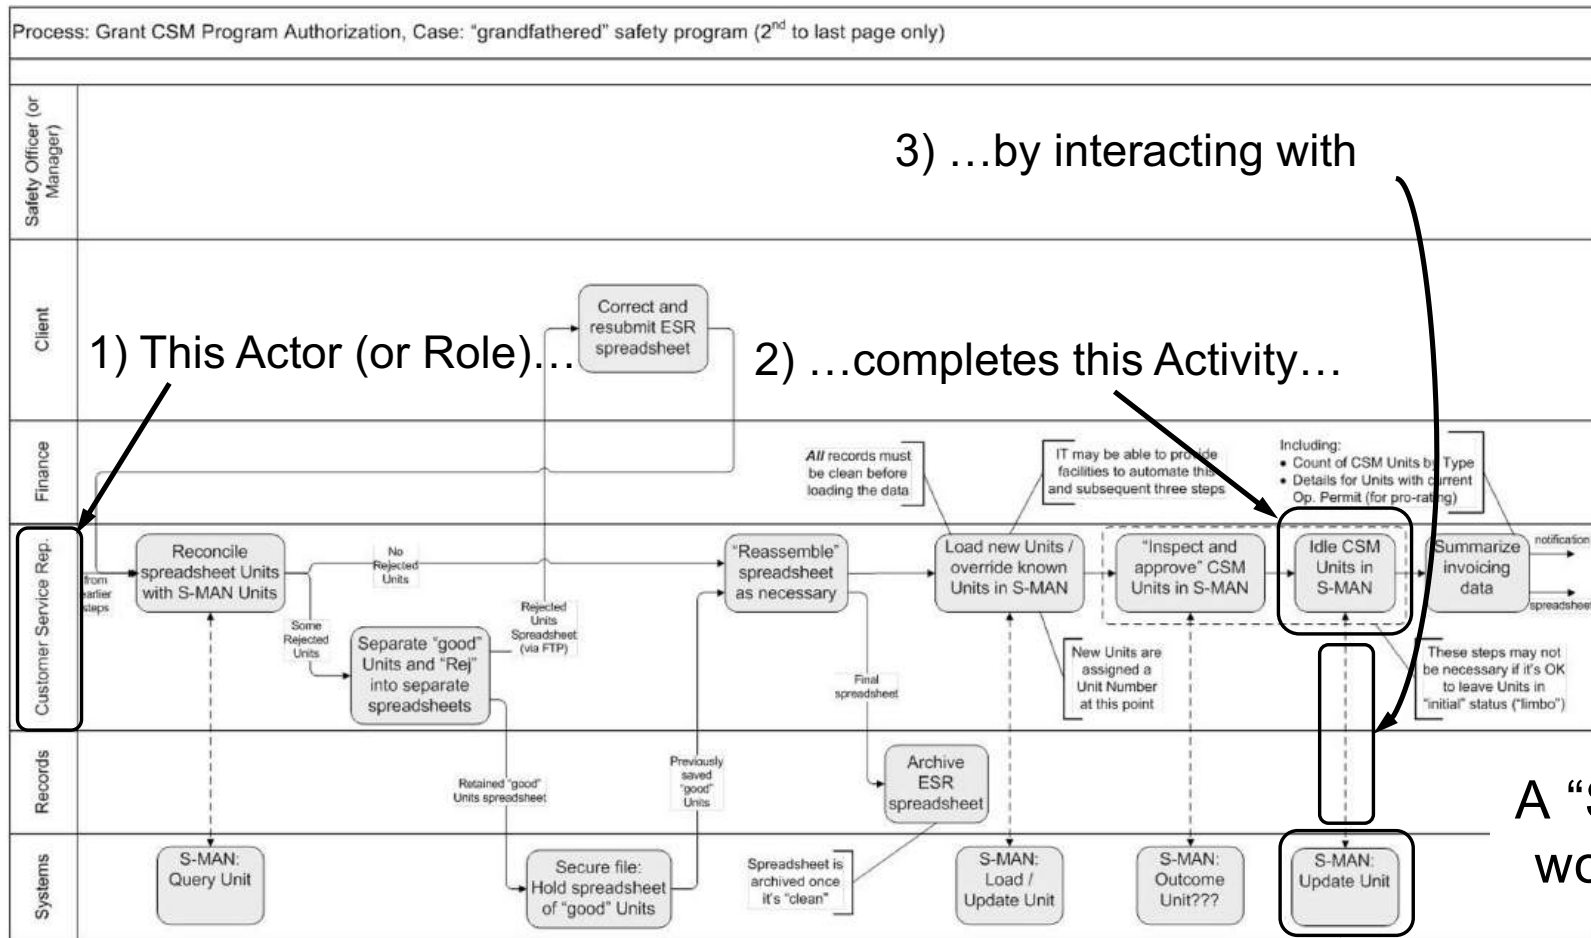 Process: Grant CSM Program Authorization, Case: “grandfathered” safety program (2nd to last page only)
Safety Officer (or
Manager)
3) …by interacting with
Client
Correct and
resubmit ESR
spreadsheet
1) This Actor (or Role)…
2) …completes this Activity…
Finance
All records must
be clean before
loading the data
IT may be able to provide
facilities to automate this
and subsequent three steps
Including:
• Count of CSM Units by Type
• Details for Units with current
Op. Permit (for pro-rating)
Customer Service Rep.
from
earlier
steps
Reconcile
spreadsheet Units
with S-MAN Units
No
Rejected
Units
Some
Rejected
Units
Separate “good”
Units and “Rej”
into separate
spreadsheets
Rejected
Units
Spreadsheet
(via FTP)
“Reassemble”
spreadsheet
as necessary
Final
spreadsheet
Load new Units /
override known
Units in S-MAN
New Units are
assigned a
Unit Number
at this point
“Inspect and
approve” CSM
Units in S-MAN
Idle CSM
Units in
S-MAN
Summarize
invoicing
data
notification
spreadsheet
These steps may not
be necessary if it's OK
to leave Units in
“initial” status (“limbo”)
Records
Retained “good”
Units spreadsheet
Previously
saved
“good”
Units
Archive
ESR
spreadsheet
A
Systems
S-MAN:
Query Unit
Secure file:
Hold spreadsheet
of “good” Units
Spreadsheet is
archived once
it's “clean”
S-MAN:
Load /
Update Unit
S-MAN:
Outcome
Unit???
S-MAN:
Update Unit